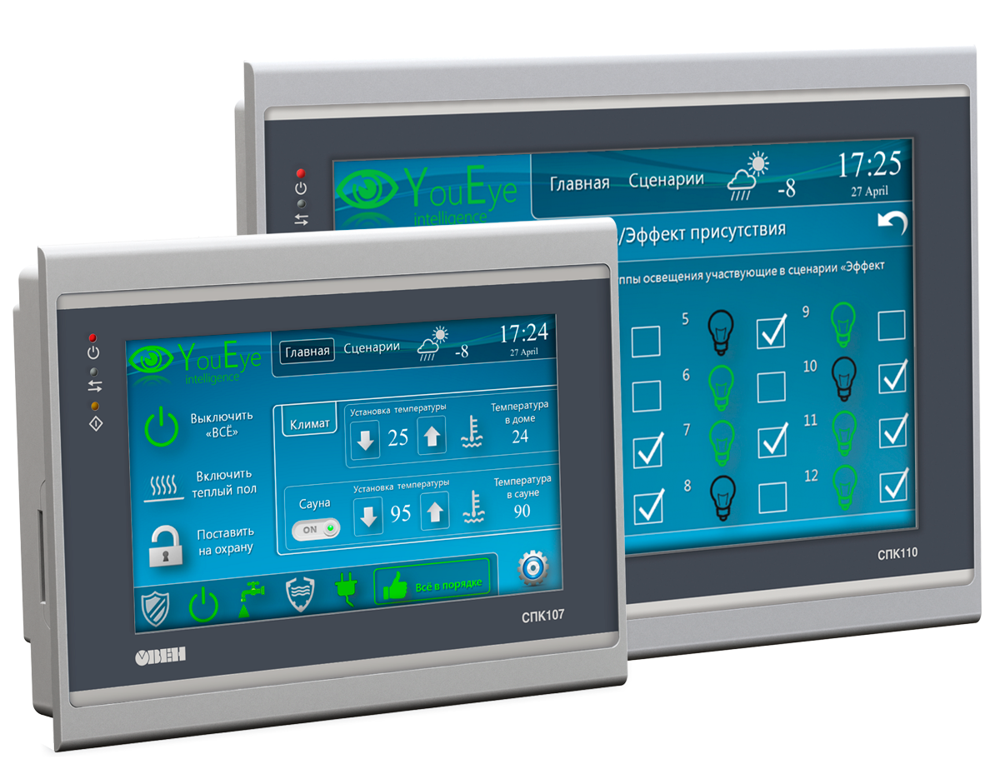 YouEye
intelligence
Главная
Сценарии
-8
17:25
27 April
/Эффект присутствия
ппы освещения участвующие в сценарии «Эффект
5
9
6
10
7
11
8
12
СПК110
YouEye
intelligence
Главная
Сценарии
-8
17:24
27 April
Выключить
«ВСЁ»
Включить
теплый пол
Поставить
на охрану
Климат
Установка температуры
25
Температура
в доме
24
Сауна
ON
Установка температуры
95
Температура
в сауне
90
Всё в порядке
СПК107
ОВЕН